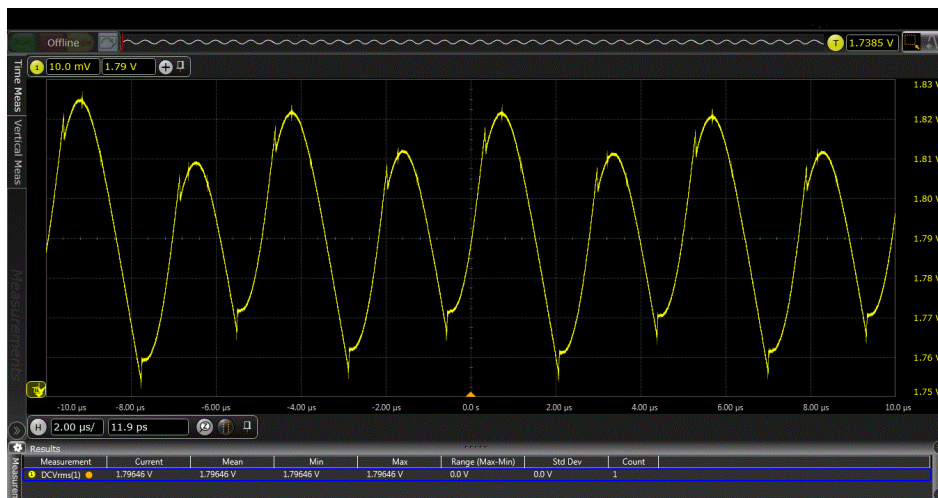 Offline
T 1.7385 V
1 10.0 mV 1.79 V
Time Meas
Vertical Meas
Measurements
1.83 V
1.82 V
1.81 V
1.80 V
1.79 V
1.78 V
1.77 V
1.76 V
1.75 V
-10.0 µs -8.00 µs -6.00 µs -4.00 µs -2.00 µs 0.0 s 2.00 µs 4.00 µs 6.00 µs 8.00 µs 10.0 µs
H 2.00 µs/ 11.9 ps
Results
Measurement Current Mean Min Max Range (Max-Min) Std Dev Count
1 DCVrms(1) 1.79646 V 1.79646 V 1.79646 V 1.79646 V 0.0 V 0.0 V 1